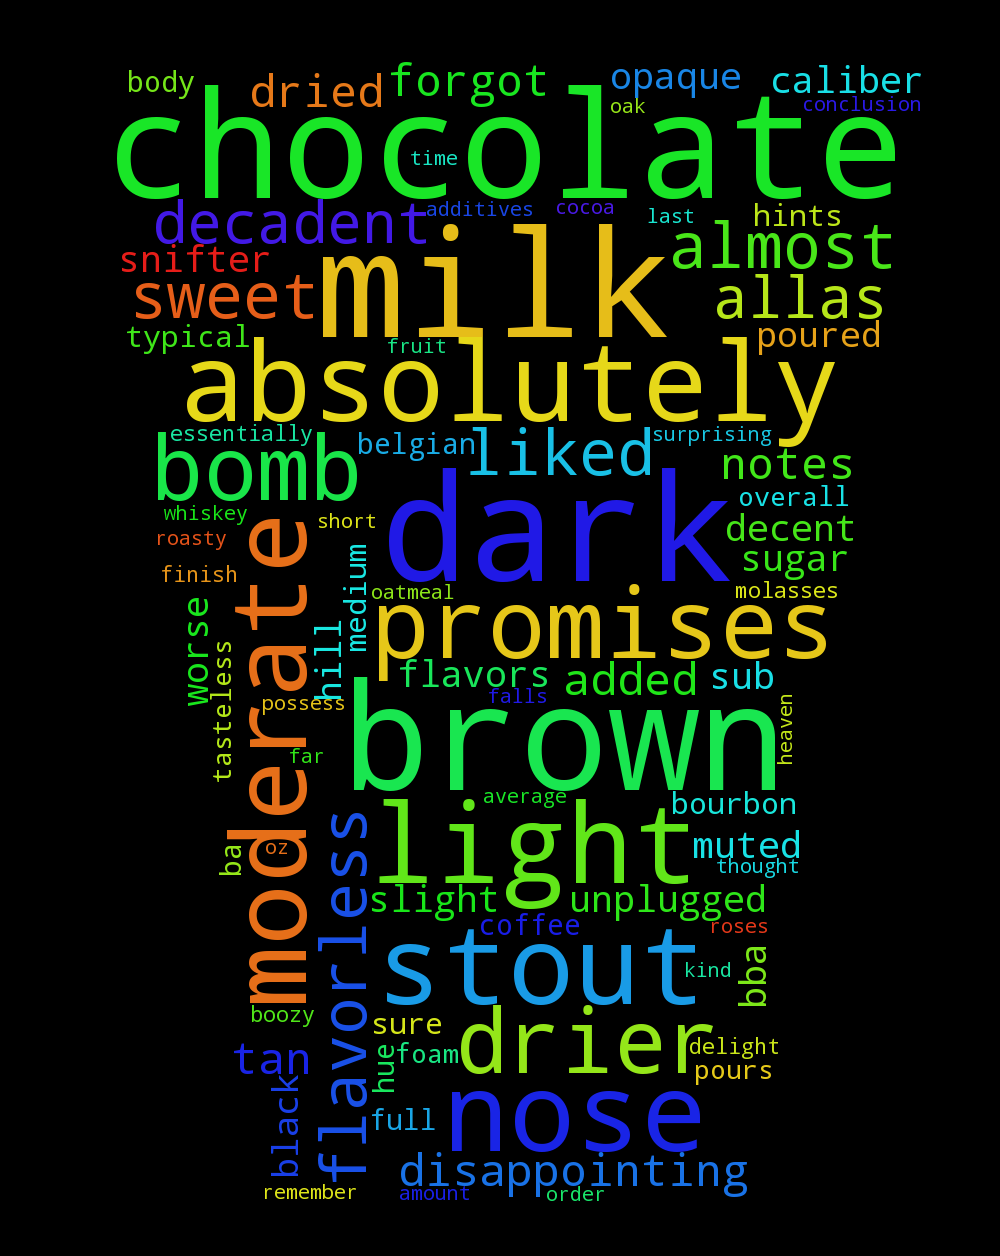 body
dried
forgot
opaque
caliber
oak
conclusion
chocolate
time
decadent
additives
cocoa
last
hints
snifter
milk
almost
sweet
allas
typical
fruit
poured
absolutely
essentially
belgian
liked
surprising
bomb
notes
whiskey
short
dark
overall
roasty
decent
finish
moderate
medium
oatmeal
sugar
molasses
worse
tasteless
hill
promises
flavors
added
sub
possess
falls
heaven
far
brown
average
bourbon
ba
oz
light
muted
thought
flavorless
slight
unplugged
coffee
roses
stout
kind
bba
boozy
sure
drier
tan
hue
foam
delight
pours
black
full
nose
disappointing
remember
amount
order